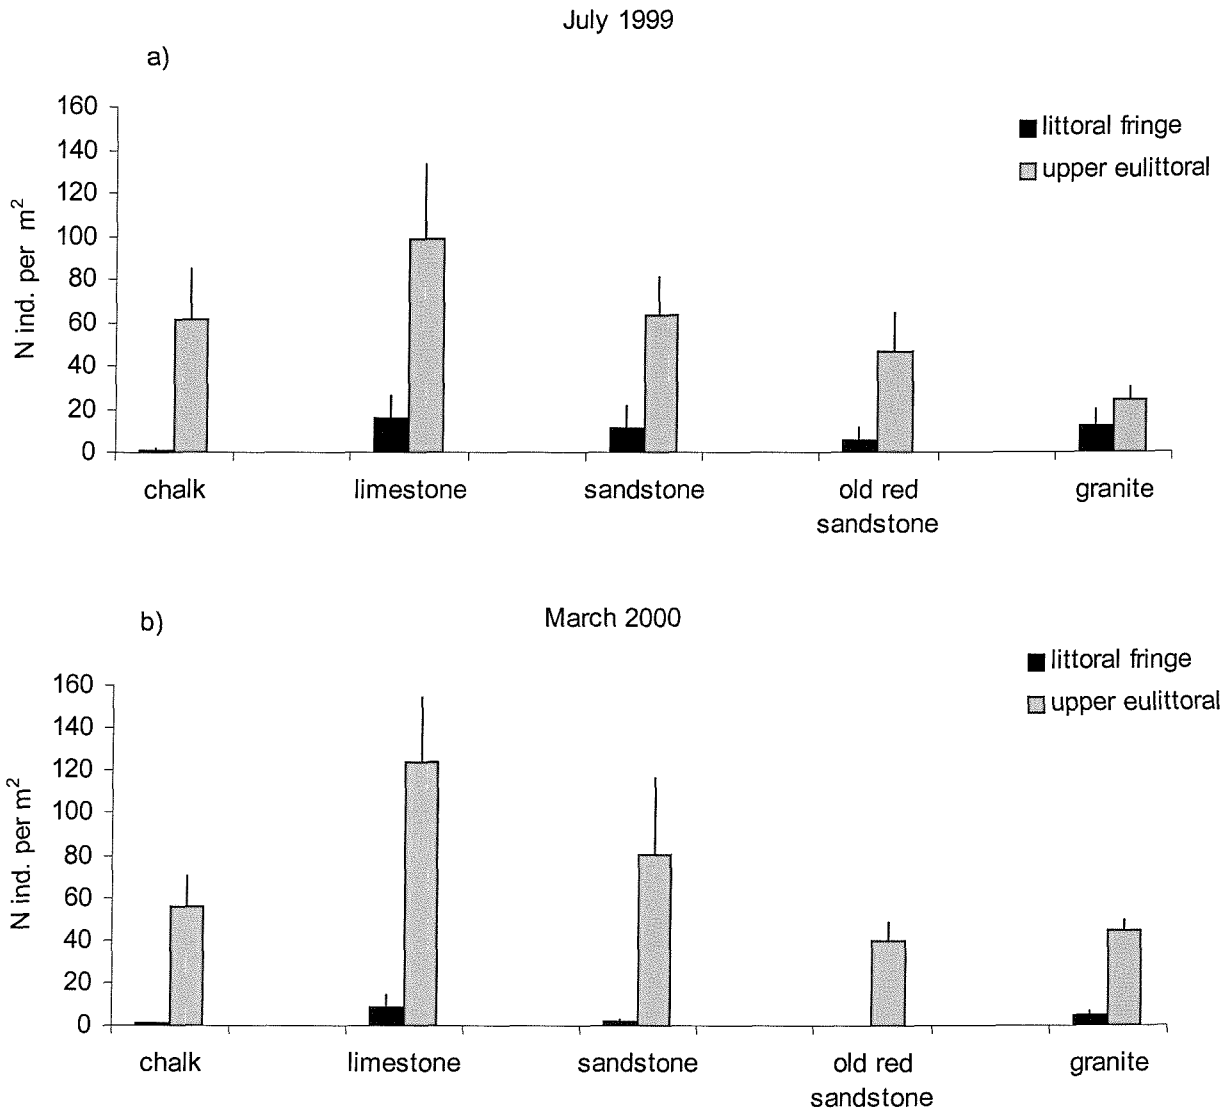 July 1999
a)
160
140
120
100
80
60
40
20
0
N ind. per m²
littoral fringe
upper eulittoral
chalk
limestone
sandstone
old red
sandstone
granite
b)
March 2000
160
140
120
100
80
60
40
20
0
N ind. per m²
littoral fringe
upper eulittoral
chalk
limestone
sandstone
old red
sandstone
granite